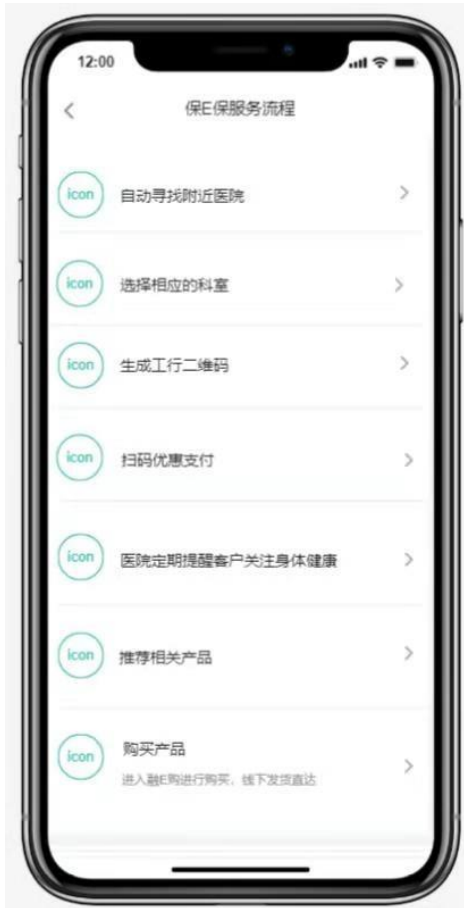 12:00
保E保服务流程
icon
自动寻找附近医院
icon
选择相应的科室
icon
生成工行二维码
icon
扫码优惠支付
icon
医院定期提醒客户关注身体健康
icon
推荐相关产品
icon
购买产品
进入融E购进行购买，线下发货直达